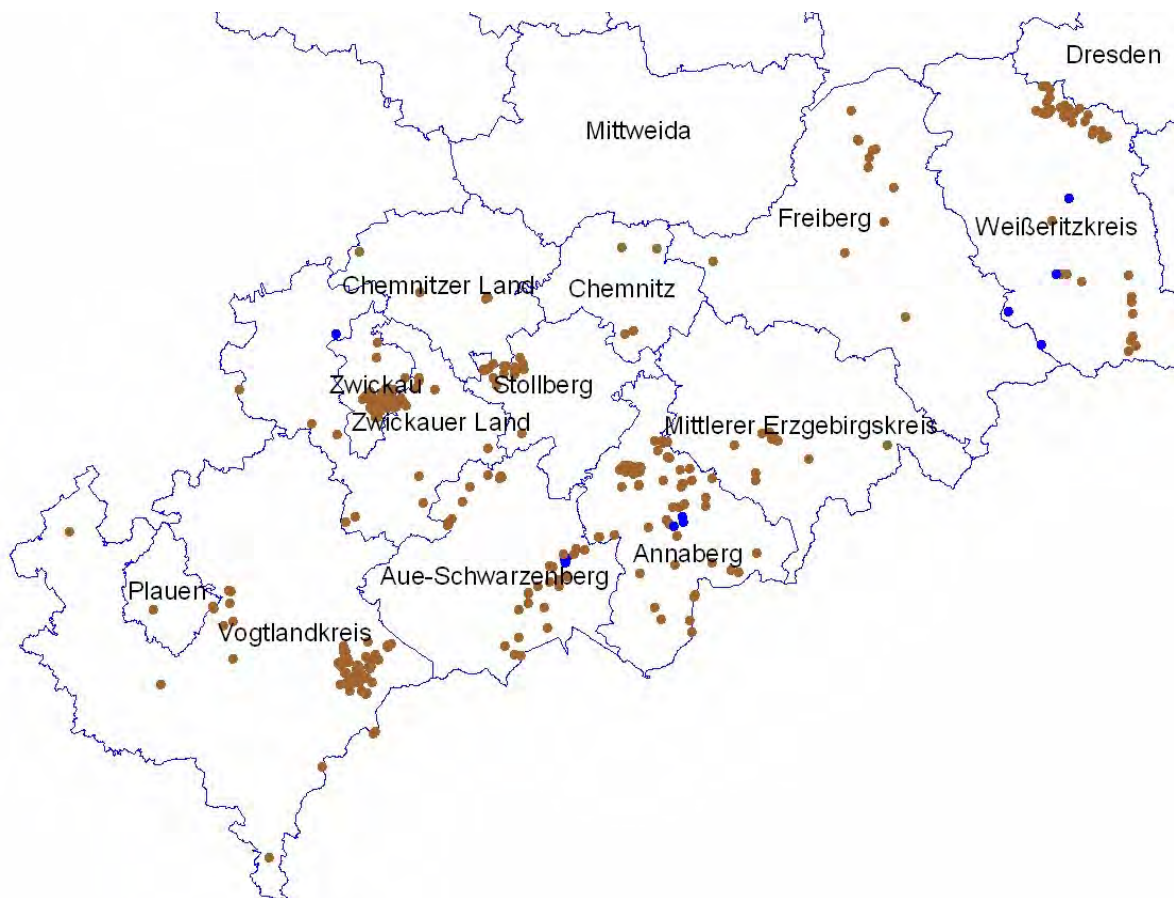 Dresden
Mittweida
Freiberg
Weißeritzkreis
Chemnitzer Land
Chemnitz
Zwickau
Stollberg
Zwickauer Land
Mittlerer Erzgebirgskreis
Annaberg
Aue-Schwarzenberg
Plauen
Vogtlandkreis